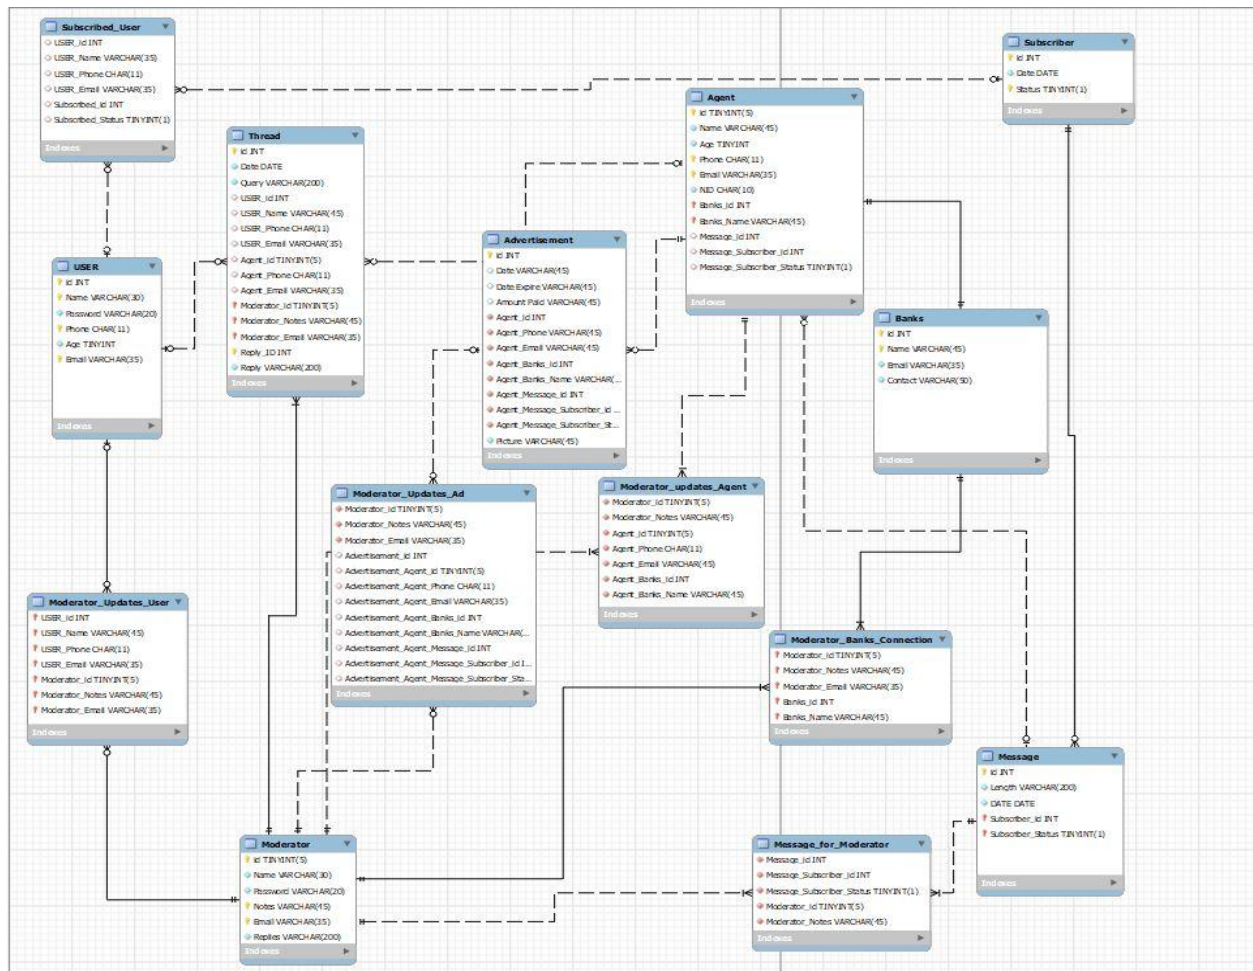 Subscribed_User
USER_id INT
USER_Name VARCHAR(35)
USER_Phone CHAR(11)
USER_Email VARCHAR(35)
Subscribed_id INT
Subscribed_Status TINYINT(1)
Indexes
Subscriber
id INT
Date DATE
Status TINYINT(1)
Indexes
Thread
id INT
Date DATE
Query VARCHAR(200)
USER_id INT
USER_Name VARCHAR(45)
USER_Phone CHAR(11)
USER_Email VARCHAR(35)
Agent_id TINYINT(5)
Agent_Phone CHAR(11)
Agent_Email VARCHAR(35)
Moderator_id TINYINT(5)
Moderator_Notes VARCHAR(45)
Moderator_Email VARCHAR(35)
Reply_ID INT
Reply VARCHAR(200)
Indexes
Agent
id TINYINT(5)
Name VARCHAR(45)
Age TINYINT
Phone CHAR(11)
Email VARCHAR(35)
NID CHAR(10)
Banks_id INT
Banks_Name VARCHAR(45)
Message_id INT
Message_Subscriber_id INT
Message_Subscriber_Status TINYINT(1)
Indexes
USER
id INT
Name VARCHAR(30)
Password VARCHAR(20)
Phone CHAR(11)
Age TINYINT
Email VARCHAR(35)
Indexes
Advertisement
id INT
Date VARCHAR(45)
Date Expire VARCHAR(45)
Amount Paid VARCHAR(45)
Agent_id INT
Agent_Phone VARCHAR(45)
Agent_Email VARCHAR(45)
Agent_Banks_id INT
Agent_Banks_Name VARCHAR(...
Agent_Message_id INT
Agent_Message_Subscriber_id ...
Agent_Message_Subscriber_St...
Picture VARCHAR(45)
Indexes
Banks
id INT
Name VARCHAR(45)
Email VARCHAR(35)
Contact VARCHAR(50)
Indexes
Moderator_Updates_Ad
Moderator_id TINYINT(5)
Moderator_Notes VARCHAR(45)
Moderator_Email VARCHAR(35)
Advertisement_id INT
Advertisement_Agent_id TINYINT(5)
Advertisement_Agent_Phone CHAR(11)
Advertisement_Agent_Email VARCHAR(35)
Advertisement_Agent_Banks_id INT
Advertisement_Agent_Banks_Name VARCHAR(...
Advertisement_Agent_Message_id INT
Advertisement_Agent_Message_Subscriber_id I...
Advertisement_Agent_Message_Subscriber_Sta...
Indexes
Moderator_updates_Agent
Moderator_id TINYINT(5)
Moderator_Notes VARCHAR(45)
Agent_id TINYINT(5)
Agent_Phone CHAR(11)
Agent_Email VARCHAR(45)
Agent_Banks_id INT
Agent_Banks_Name VARCHAR(45)
Indexes
Moderator_Updates_User
USER_id INT
USER_Name VARCHAR(45)
USER_Phone CHAR(11)
USER_Email VARCHAR(35)
Moderator_id TINYINT(5)
Moderator_Notes VARCHAR(45)
Moderator_Email VARCHAR(35)
Indexes
Moderator_Banks_Connection
Moderator_id TINYINT(5)
Moderator_Notes VARCHAR(45)
Moderator_Email VARCHAR(35)
Banks_id INT
Banks_Name VARCHAR(45)
Indexes
Message
id INT
Length VARCHAR(200)
DATE DATE
Subscriber_id INT
Subscriber_Status TINYINT(1)
Indexes
Moderator
id TINYINT(5)
Name VARCHAR(30)
Password VARCHAR(20)
Notes VARCHAR(45)
Email VARCHAR(35)
Replies VARCHAR(200)
Indexes
Message_for_Moderator
Message_id INT
Message_Subscriber_id INT
Message_Subscriber_Status TINYINT(1)
Moderator_id TINYINT(5)
Moderator_Notes VARCHAR(45)
Indexes